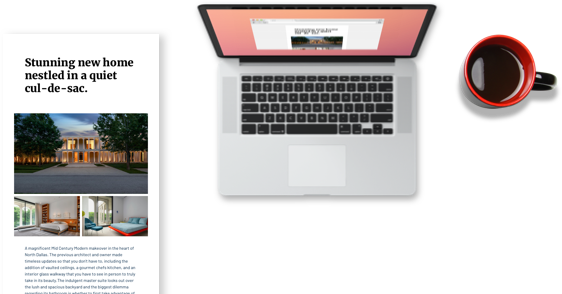 Stunning new home
nestled in a quiet
cul-de-sac.
A magnificent Mid Century Modern makeover in the heart of
North Dallas. The previous architect and owner made
timeless updates so that you don't have to. Including the
addition of vaulted ceilings, a gourmet chefs kitchen, and an
interior glass walkway that you have to see in person to truly
take in its beauty. The indulgent master suite looks out over
the lush and spacious backyard and the biggest dilemma